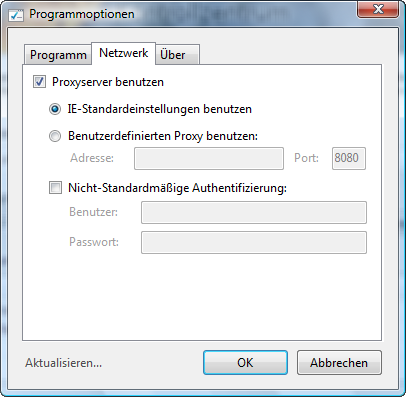 Programmoptionen
Programm Netzwerk Über
Proxyserver benutzen
IE-Standardeinstellungen benutzen
Benutzerdefinierten Proxy benutzen:
Adresse: Port: 8080
Nicht-Standardmäßige Authentifizierung:
Benutzer:
Passwort:
Aktualisieren... OK Abbrechen